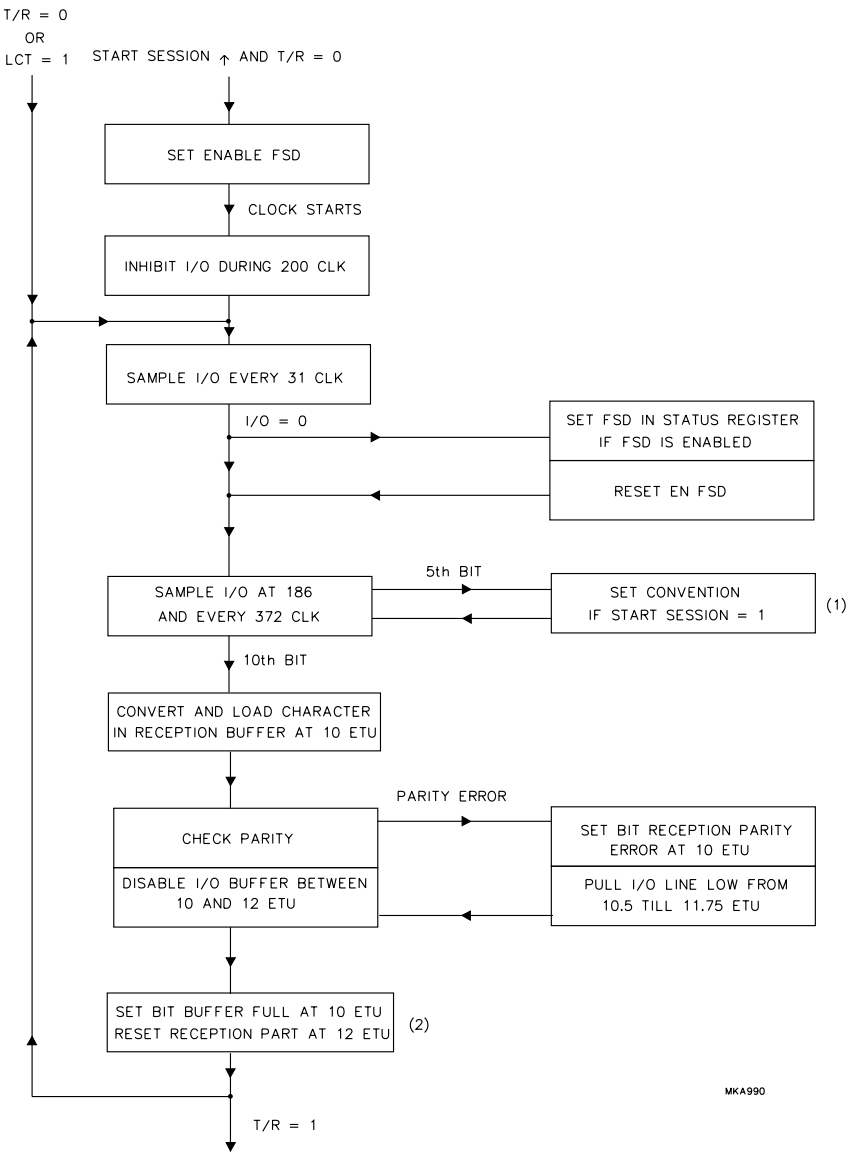 T/R = 0
OR
LCT = 1
START SESSION ↑ AND T/R = 0
SET ENABLE FSD
CLOCK STARTS
INHIBIT I/O DURING 200 CLK
SAMPLE I/O EVERY 31 CLK
I/O = 0
SET FSD IN STATUS REGISTER
IF FSD IS ENABLED
RESET EN FSD
SAMPLE I/O AT 186
AND EVERY 372 CLK
5th BIT
SET CONVENTION
IF START SESSION = 1
(1)
10th BIT
CONVERT AND LOAD CHARACTER
IN RECEPTION BUFFER AT 10 ETU
CHECK PARITY
PARITY ERROR
SET BIT RECEPTION PARITY
ERROR AT 10 ETU
DISABLE I/O BUFFER BETWEEN
10 AND 12 ETU
PULL I/O LINE LOW FROM
10.5 TILL 11.75 ETU
SET BIT BUFFER FULL AT 10 ETU
RESET RECEPTION PART AT 12 ETU
(2)
T/R = 1
MKA990